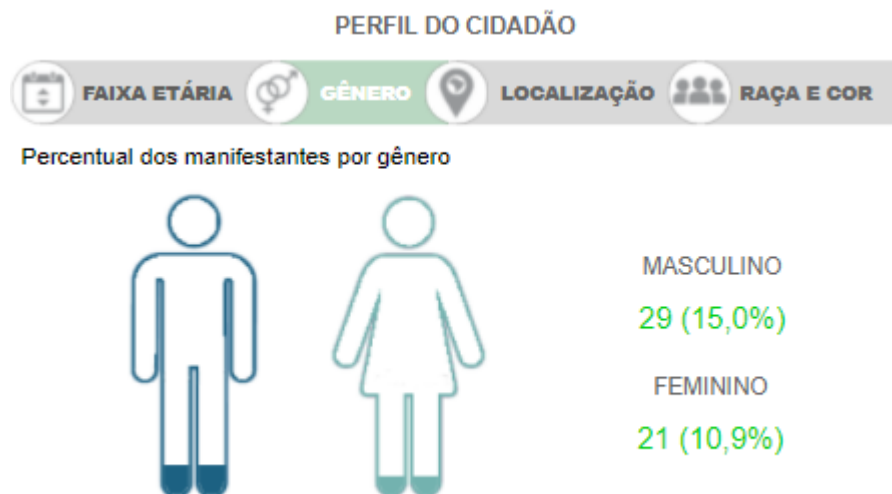 PERFIL DO CIDADÃO
FAIXA ETÁRIA GÊNERO LOCALIZAÇÃO RAÇA E COR
Percentual dos manifestantes por gênero
MASCULINO
29 (15,0%)
FEMININO
21 (10,9%)